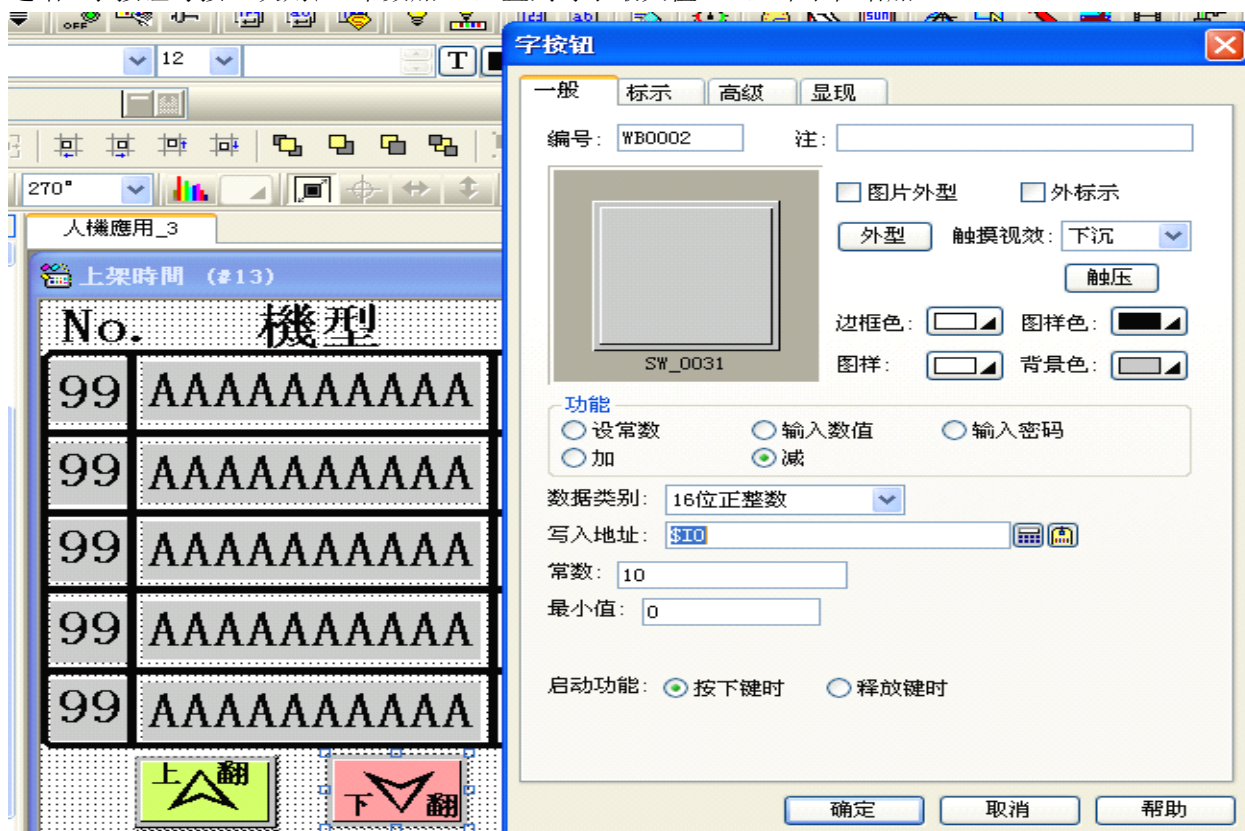 OFF
12
T
270°
人機應用_3
上架時間 (#13)
No. 機型
99 AAAAAAAAAA
99 AAAAAAAAAA
99 AAAAAAAAAA
99 AAAAAAAAAA
99 AAAAAAAAAA
上翻
下翻
字按钮
一般 标示 高级 显现
编号: WB0002 注:
SW_0031
图片外型 外标示
外型 触摸视效: 下沉
触压
边框色: 图样色:
图样: 背景色:
功能
设常数 输入数值 输入密码
加 减
数据类别: 16位正整数
写入地址: $I0
常数: 10
最小值: 0
启动功能: 按下键时 释放键时
确定 取消 帮助